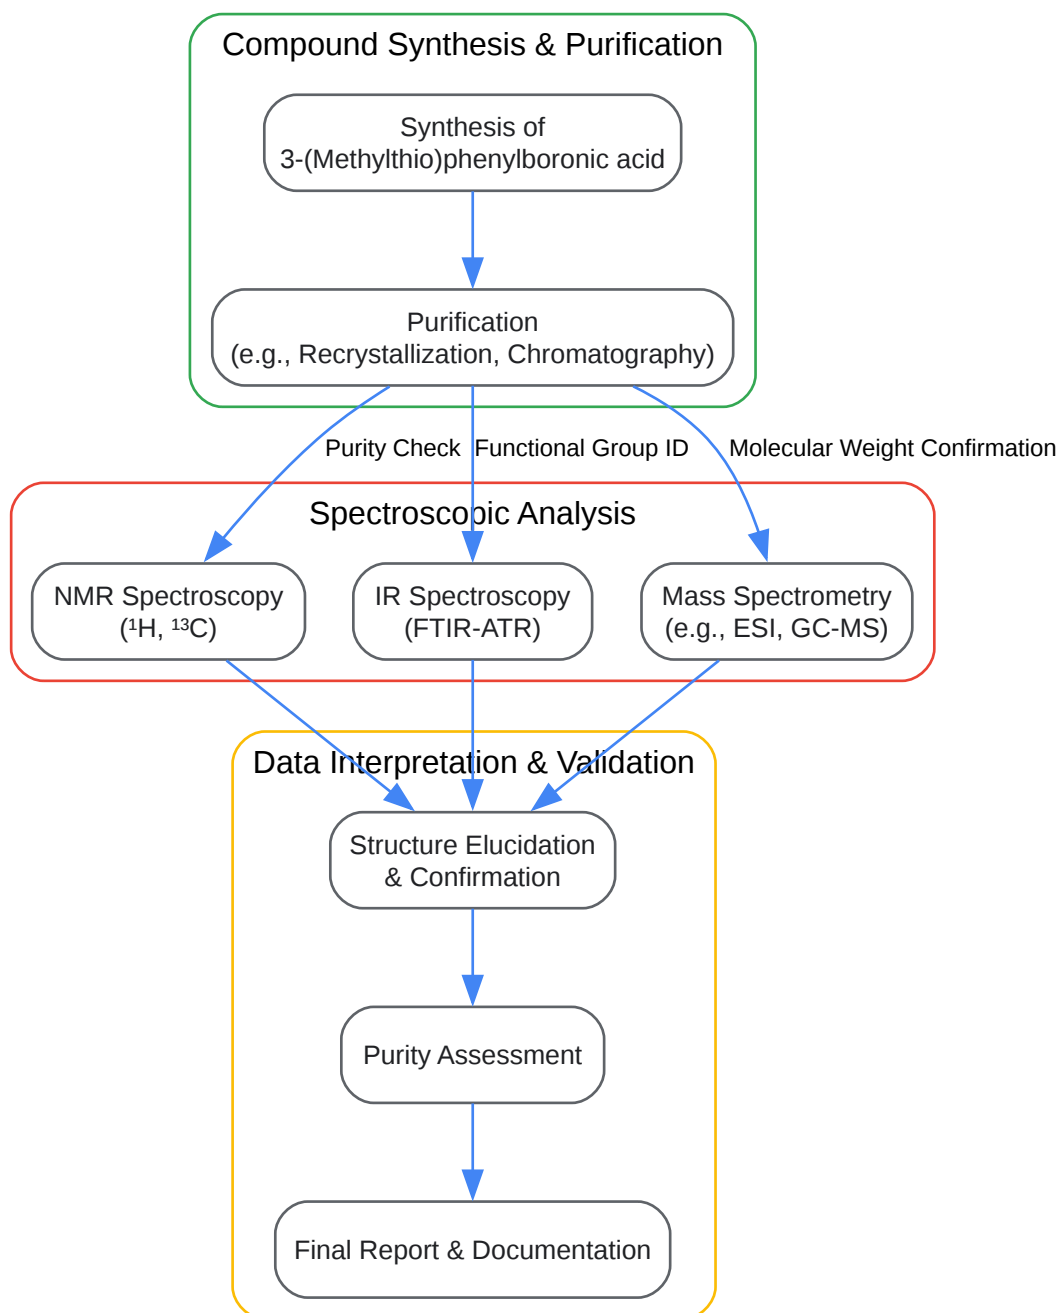 Compound Synthesis & Purification
Synthesis of
3-(Methylthio)phenylboronic acid
Purification
(e.g., Recrystallization, Chromatography)
Purity Check
Functional Group ID
Molecular Weight Confirmation
Spectroscopic Analysis
NMR Spectroscopy
(¹H, ¹³C)
IR Spectroscopy
(FTIR-ATR)
Mass Spectrometry
(e.g., ESI, GC-MS)
Data Interpretation & Validation
Structure Elucidation
& Confirmation
Purity Assessment
Final Report & Documentation